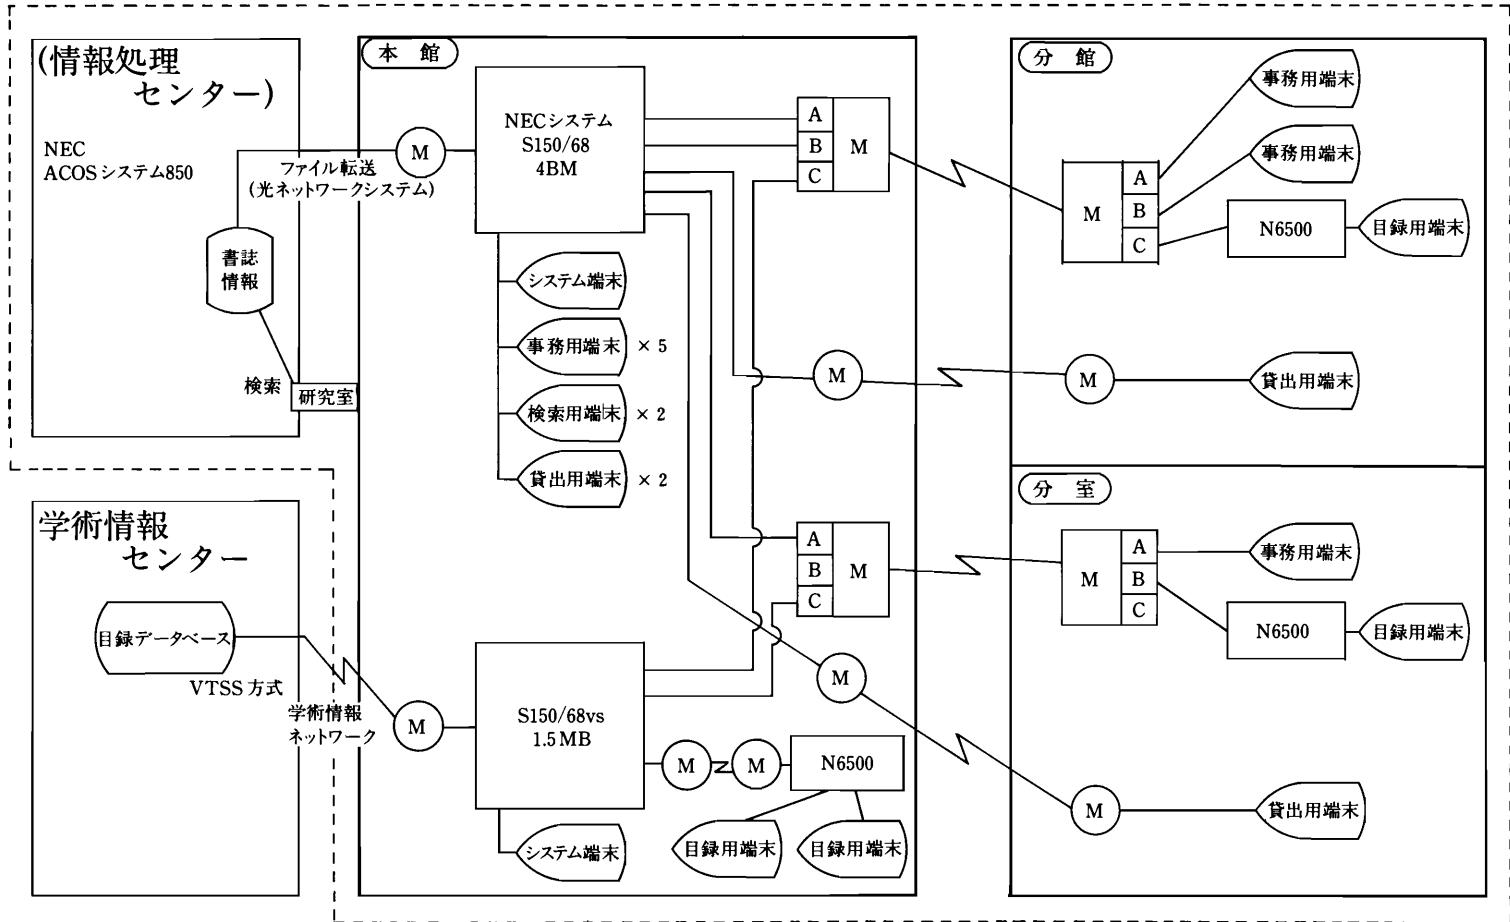 (情報処理
センター)
NEC
ACOSシステム850
ファイル転送
(光ネットワークシステム)
M
書誌
情報
検索
研究室
学術情報
センター
目録データベース
VTSS方式
学術情報
ネットワーク
M
本館
NECシステム
S150/68
4BM
システム端末
事務用端末 × 5
検索用端末 × 2
貸出用端末 × 2
A
B
C
M
M
A
B
C
M
M
S150/68vs
1.5MB
M
M
N6500
システム端末
目録用端末
目録用端末
分館
M
A
B
C
事務用端末
事務用端末
N6500
目録用端末
M
貸出用端末
分室
M
A
B
C
事務用端末
N6500
目録用端末
M
貸出用端末